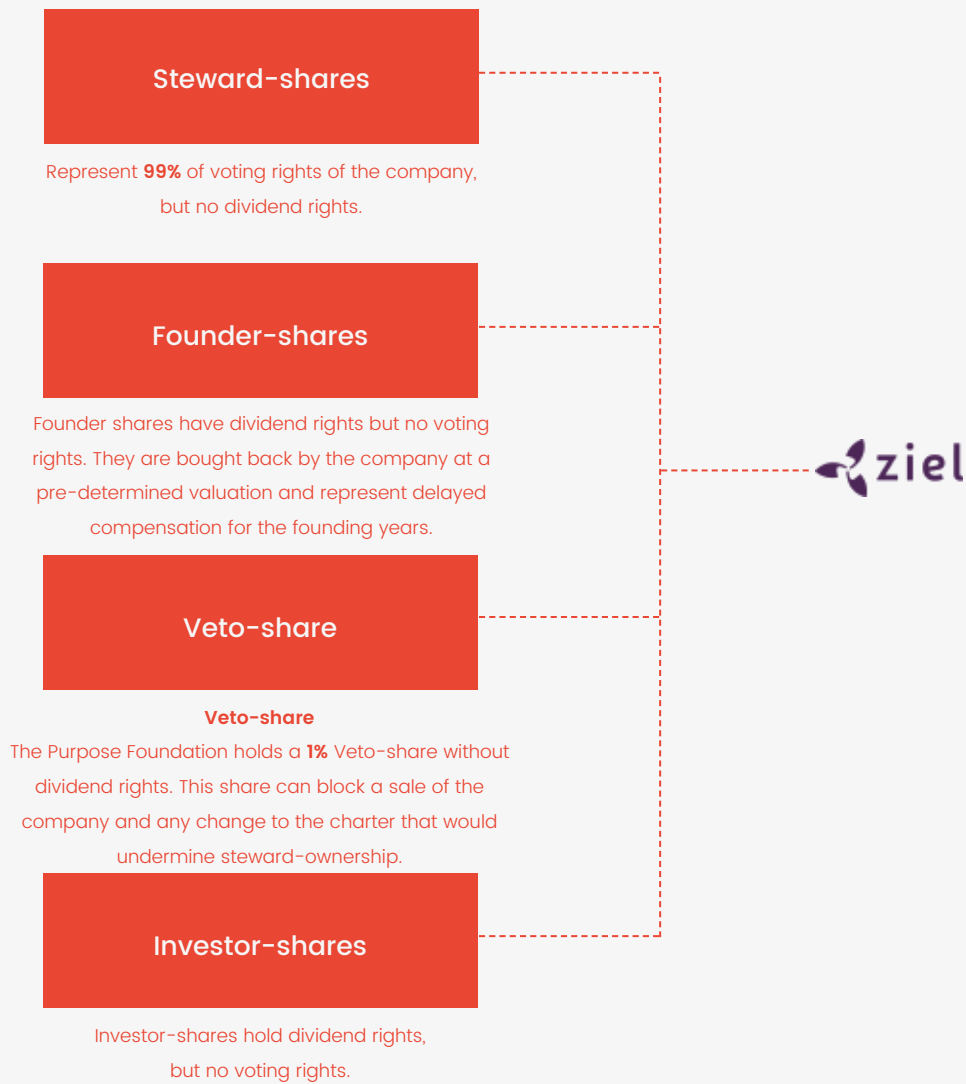 Steward-shares
Represent 99% of voting rights of the company,
but no dividend rights.
Founder-shares
Founder shares have dividend rights but no voting
rights. They are bought back by the company at a
pre-determined valuation and represent delayed
compensation for the founding years.
ziel
Veto-share
Veto-share
The Purpose Foundation holds a 1% Veto-share without
dividend rights. This share can block a sale of the
company and any change to the charter that would
undermine steward-ownership.
Investor-shares
Investor-shares hold dividend rights,
but no voting rights.